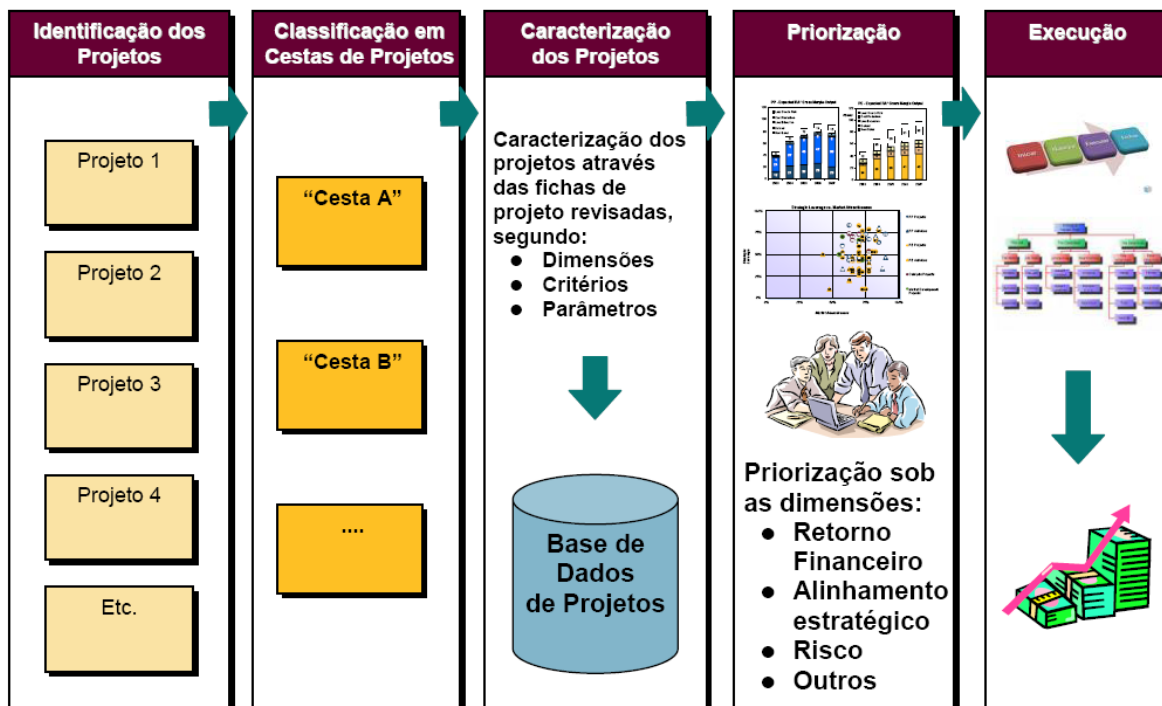 Identificação dos
Projetos
Projeto 1
Projeto 2
Projeto 3
Projeto 4
Etc.
Classificação em
Cestas de Projetos
“Cesta A”
“Cesta B”
....
Caracterização
dos Projetos
Caracterização dos
projetos através
das fichas de
projeto revisadas,
segundo:
● Dimensões
● Critérios
● Parâmetros
Base de
Dados
de Projetos
Priorização
Priorização sob
as dimensões:
● Retorno
Financeiro
● Alinhamento
estratégico
● Risco
● Outros
Execução
Iniciar